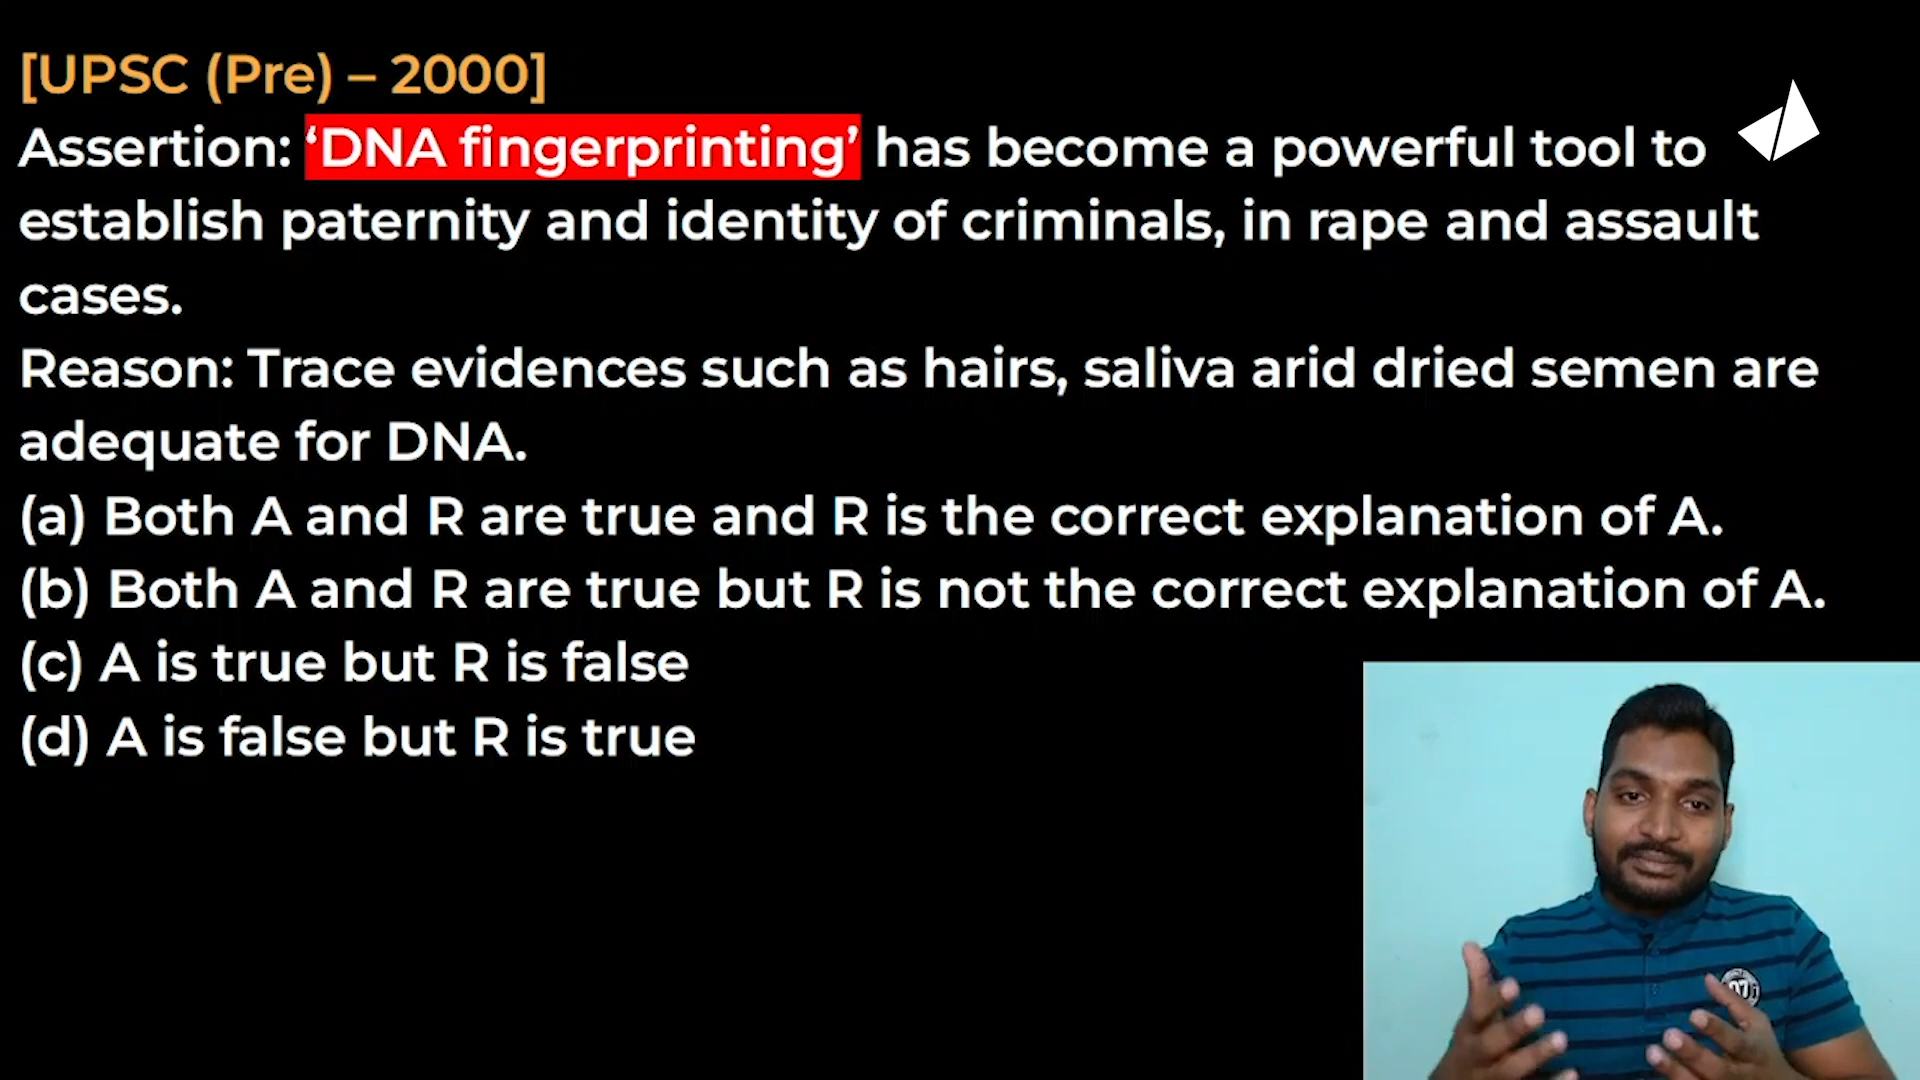 [UPSC (Pre) – 2000]
Assertion: ‘DNA fingerprinting’ has become a powerful tool to
establish paternity and identity of criminals, in rape and assault
cases.
Reason: Trace evidences such as hairs, saliva arid dried semen are
adequate for DNA.
(a) Both A and R are true and R is the correct explanation of A.
(b) Both A and R are true but R is not the correct explanation of A.
(c) A is true but R is false
(d) A is false but R is true